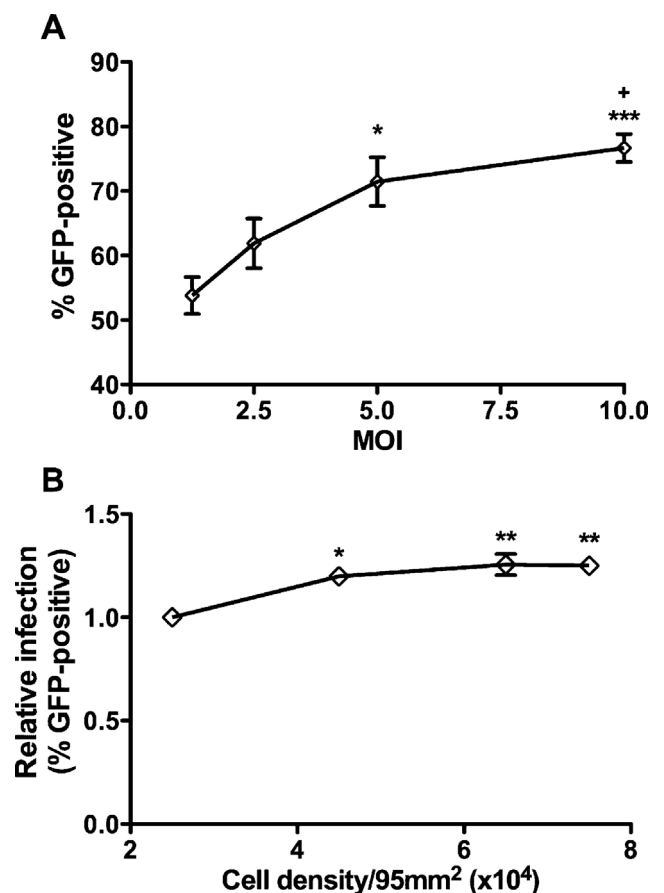 A
90
80
70
60
50
40
% GFP-positive
+
***
*
0.0 2.5 5.0 7.5 10.0
MOI
B
1.5
1.0
0.5
0.0
Relative infection
(% GFP-positive)
* ** **
2 4 6 8
Cell density/95mm² (x10⁴)